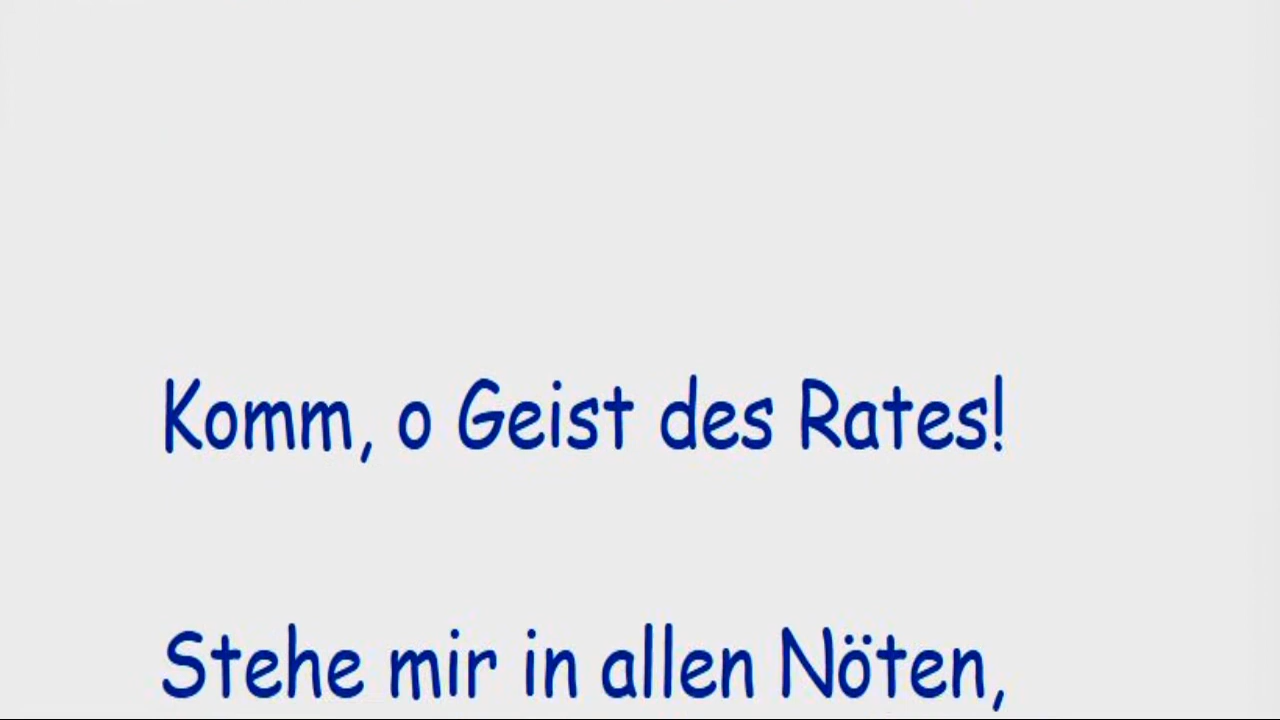 Komm, o Geist des Rates!
Stehe mir in allen Nöten,